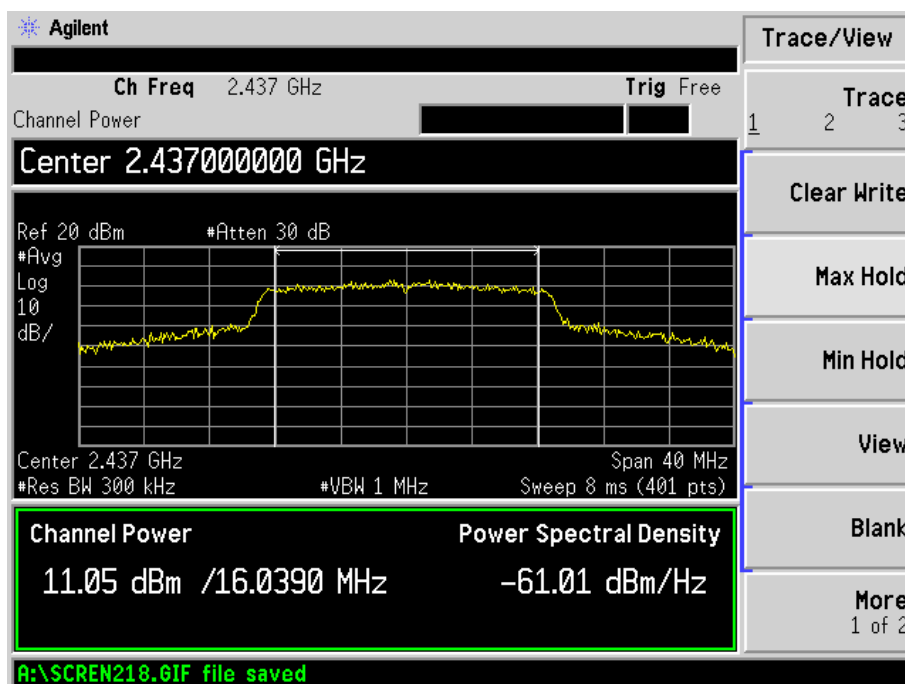 Agilent
Trace/View
Ch Freq 2.437 GHz Trig Free
Channel Power
Trace
1 2 3
Center 2.437000000 GHz
Clear Write
Ref 20 dBm #Atten 30 dB
#Avg
Log
10
dB/
Max Hold
Min Hold
Center 2.437 GHz Span 40 MHz
#Res BW 300 kHz #VBW 1 MHz Sweep 8 ms (401 pts)
View
Channel Power Power Spectral Density
11.05 dBm /16.0390 MHz -61.01 dBm/Hz
Blank
More
1 of 2
A:\SCREN218.GIF file saved